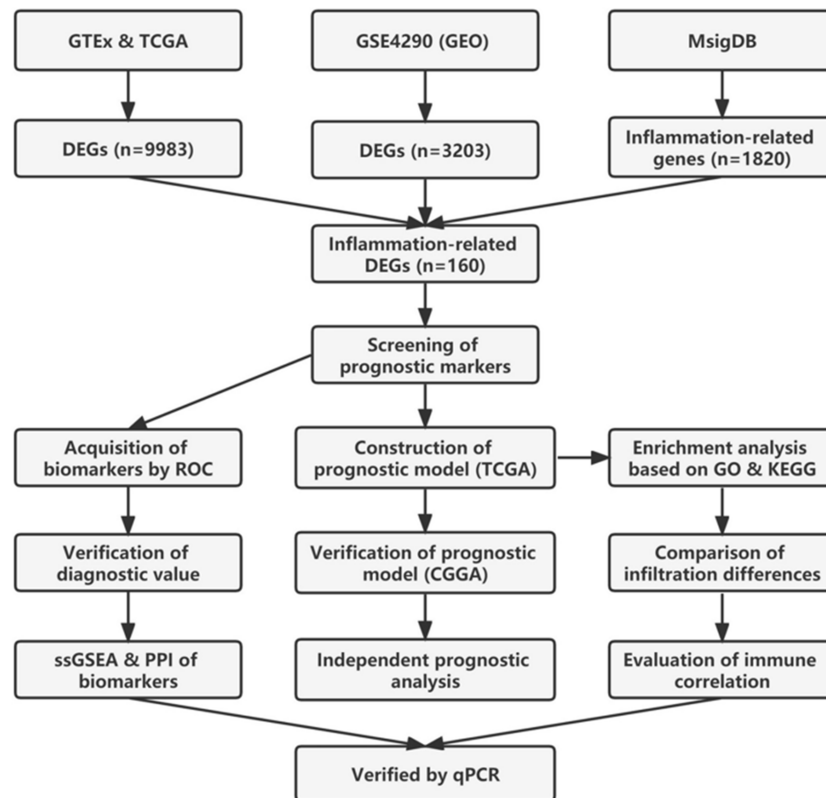 GTEx & TCGA
GSE4290 (GEO)
MsigDB
DEGs (n=9983)
DEGs (n=3203)
Inflammation-related
genes (n=1820)
Inflammation-related
DEGs (n=160)
Screening of
prognostic markers
Acquisition of
biomarkers by ROC
Construction of
prognostic model (TCGA)
Enrichment analysis
based on GO & KEGG
Verification of
diagnostic value
Verification of prognostic
model (CGGA)
Comparison of
infiltration differences
ssGSEA & PPI of
biomarkers
Independent prognostic
analysis
Evaluation of immune
correlation
Verified by qPCR